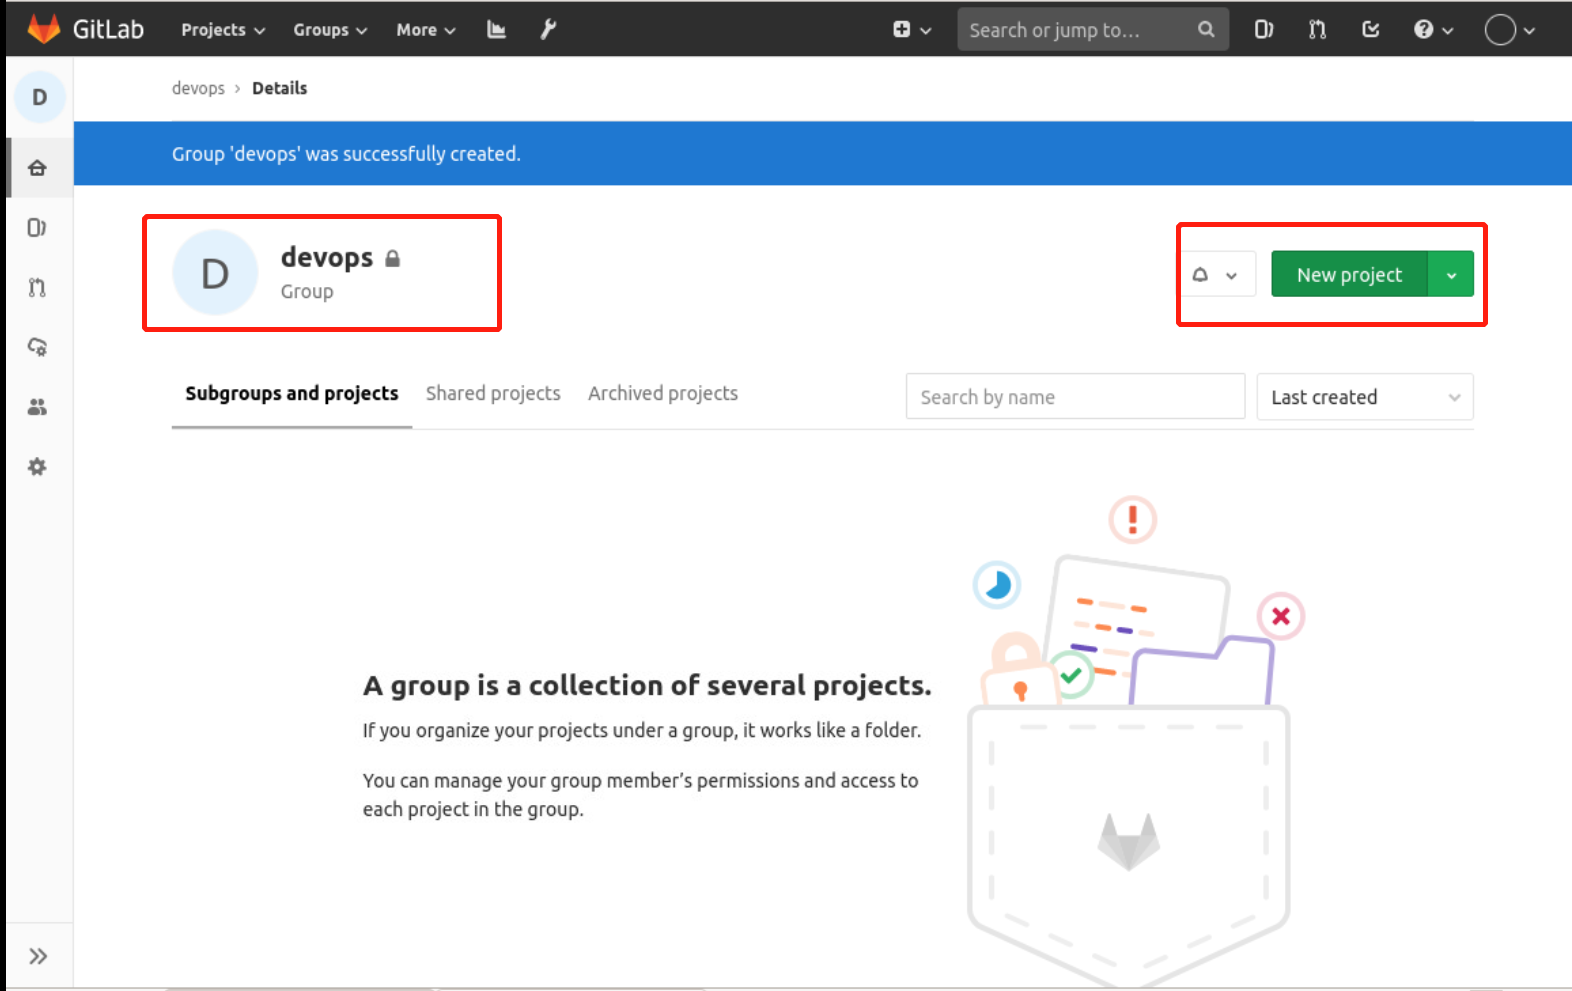 GitLab Projects Groups More Search or jump to...
D
devops › Details
Group 'devops' was successfully created.
D
devops
Group
New project
Subgroups and projects Shared projects Archived projects Search by name Last created
A group is a collection of several projects.
If you organize your projects under a group, it works like a folder.
You can manage your group member’s permissions and access to
each project in the group.